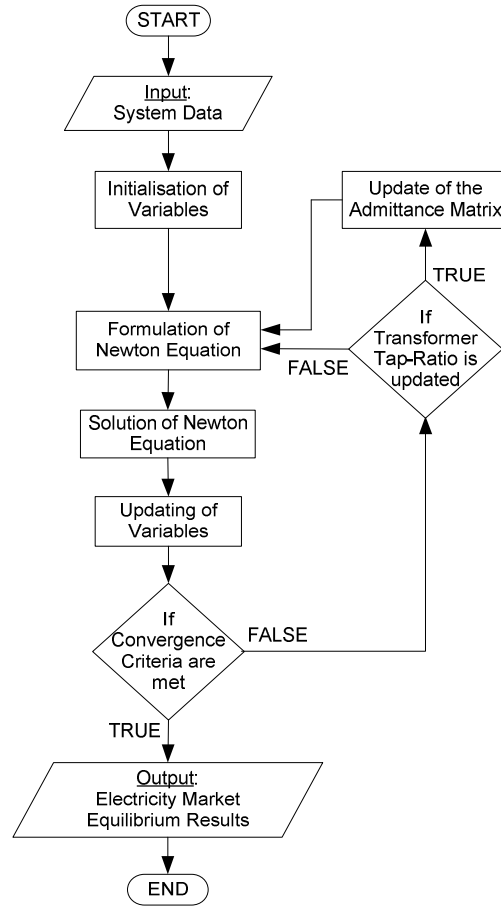 START
Input:
System Data
Initialisation of
Variables
Update of the
Admittance Matrix
TRUE
Formulation of
Newton Equation
If
Transformer
Tap-Ratio is
updated
FALSE
Solution of Newton
Equation
Updating of
Variables
If
Convergence
Criteria are
met
FALSE
TRUE
Output:
Electricity Market
Equilibrium Results
END